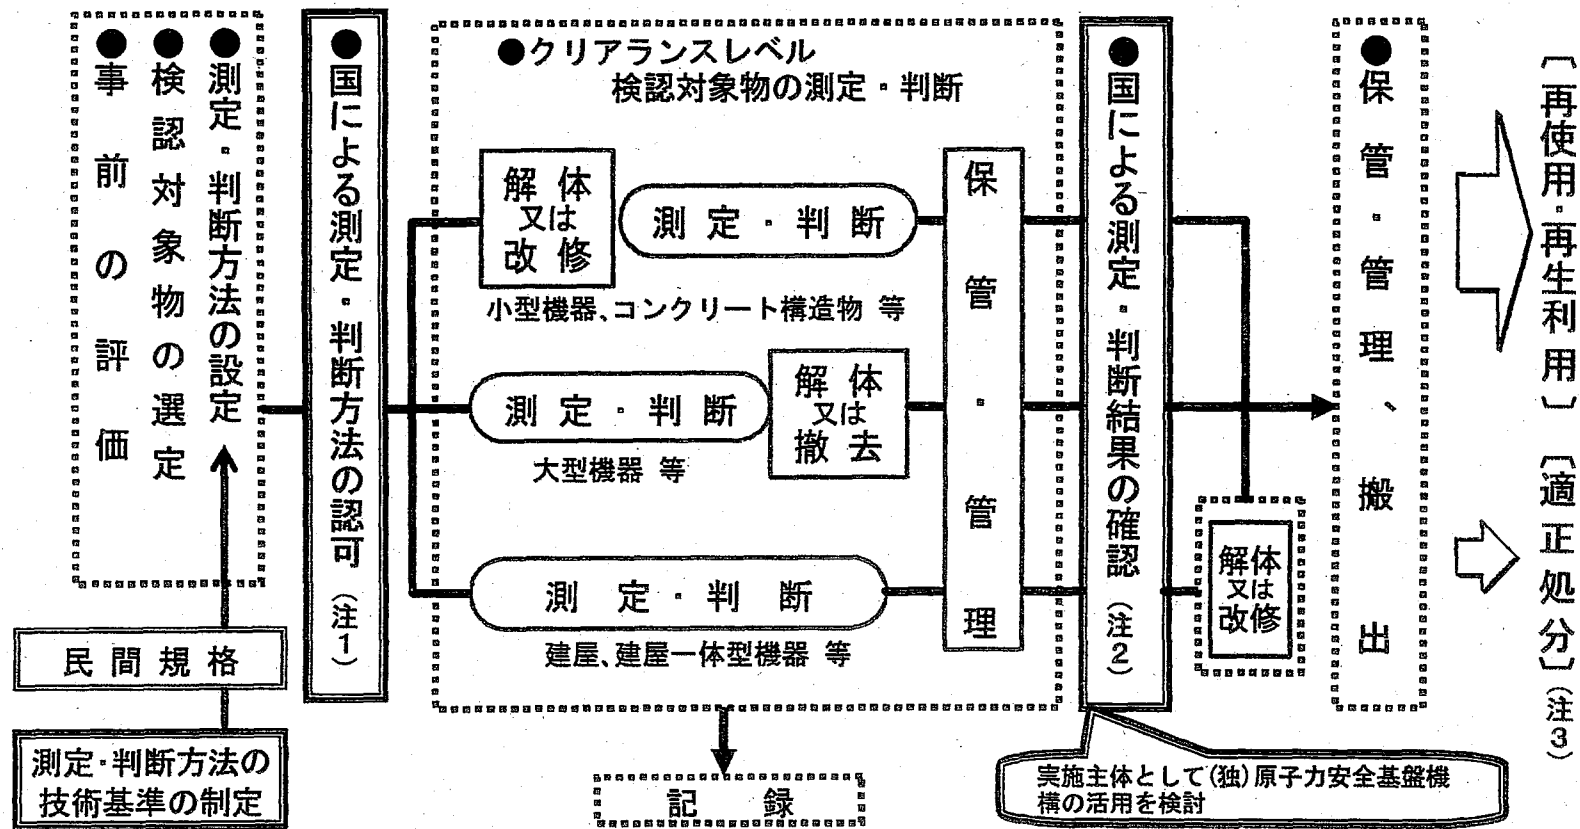 ●事前の評価
●検認対象物の選定
●測定・判断方法の設定
民間規格
測定・判断方法の
技術基準の制定
●国による測定・判断方法の認可（注1）
●クリアランスレベル
検認対象物の測定・判断
解体
又は
改修
測定・判断
小型機器、コンクリート構造物 等
測定・判断
解体
又は
撤去
大型機器 等
測定・判断
建屋、建屋一体型機器 等
保管・管理
記録
●国による測定・判断結果の確認（注2）
実施主体として(独)原子力安全基盤機
構の活用を検討
解体
又は
改修
●保管・管理、搬出
〔再使用・再生利用〕
〔適正処分〕（注3）